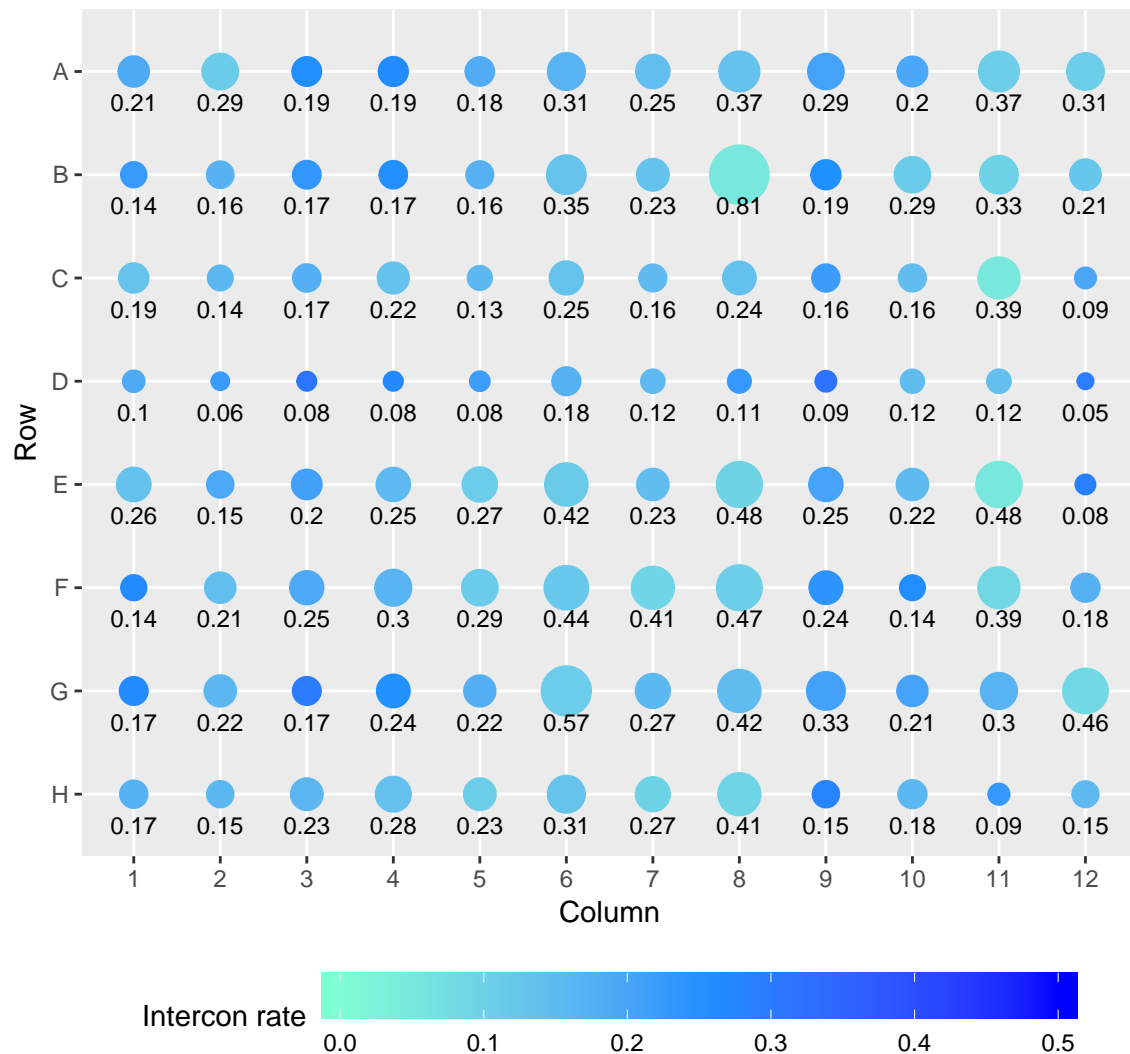 A
0.21 0.29 0.19 0.19 0.18 0.31 0.25 0.37 0.29 0.2 0.37 0.31
B
0.14 0.16 0.17 0.17 0.16 0.35 0.23 0.81 0.19 0.29 0.33 0.21
C
0.19 0.14 0.17 0.22 0.13 0.25 0.16 0.24 0.16 0.16 0.39 0.09
D
0.1 0.06 0.08 0.08 0.08 0.18 0.12 0.11 0.09 0.12 0.12 0.05
Row
E
0.26 0.15 0.2 0.25 0.27 0.42 0.23 0.48 0.25 0.22 0.48 0.08
F
0.14 0.21 0.25 0.3 0.29 0.44 0.41 0.47 0.24 0.14 0.39 0.18
G
0.17 0.22 0.17 0.24 0.22 0.57 0.27 0.42 0.33 0.21 0.3 0.46
H
0.17 0.15 0.23 0.28 0.23 0.31 0.27 0.41 0.15 0.18 0.09 0.15
1 2 3 4 5 6 7 8 9 10 11 12
Column
Intercon rate
0.0 0.1 0.2 0.3 0.4 0.5